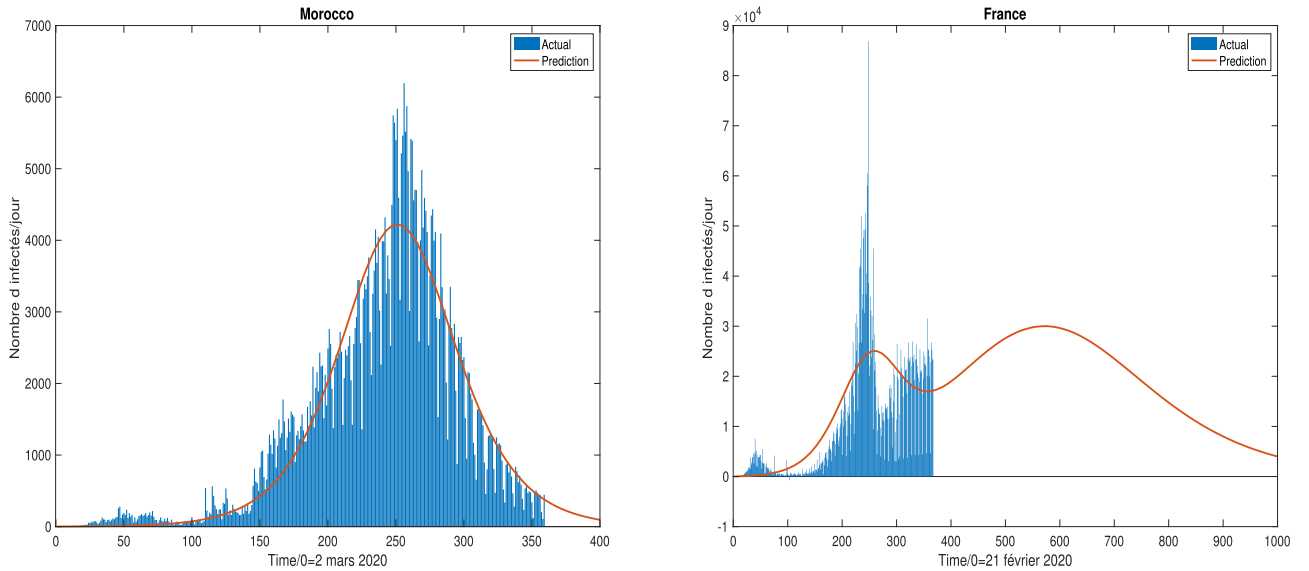 Morocco
7000
6000
5000
4000
3000
2000
1000
0
Nombre d infectés/jour
0 50 100 150 200 250 300 350 400
Time/0=2 mars 2020
Actual
Prediction
France
×10⁴
9
8
7
6
5
4
3
2
1
0
-1
Nombre d infectés/jour
0 100 200 300 400 500 600 700 800 900 1000
Time/0=21 février 2020
Actual
Prediction